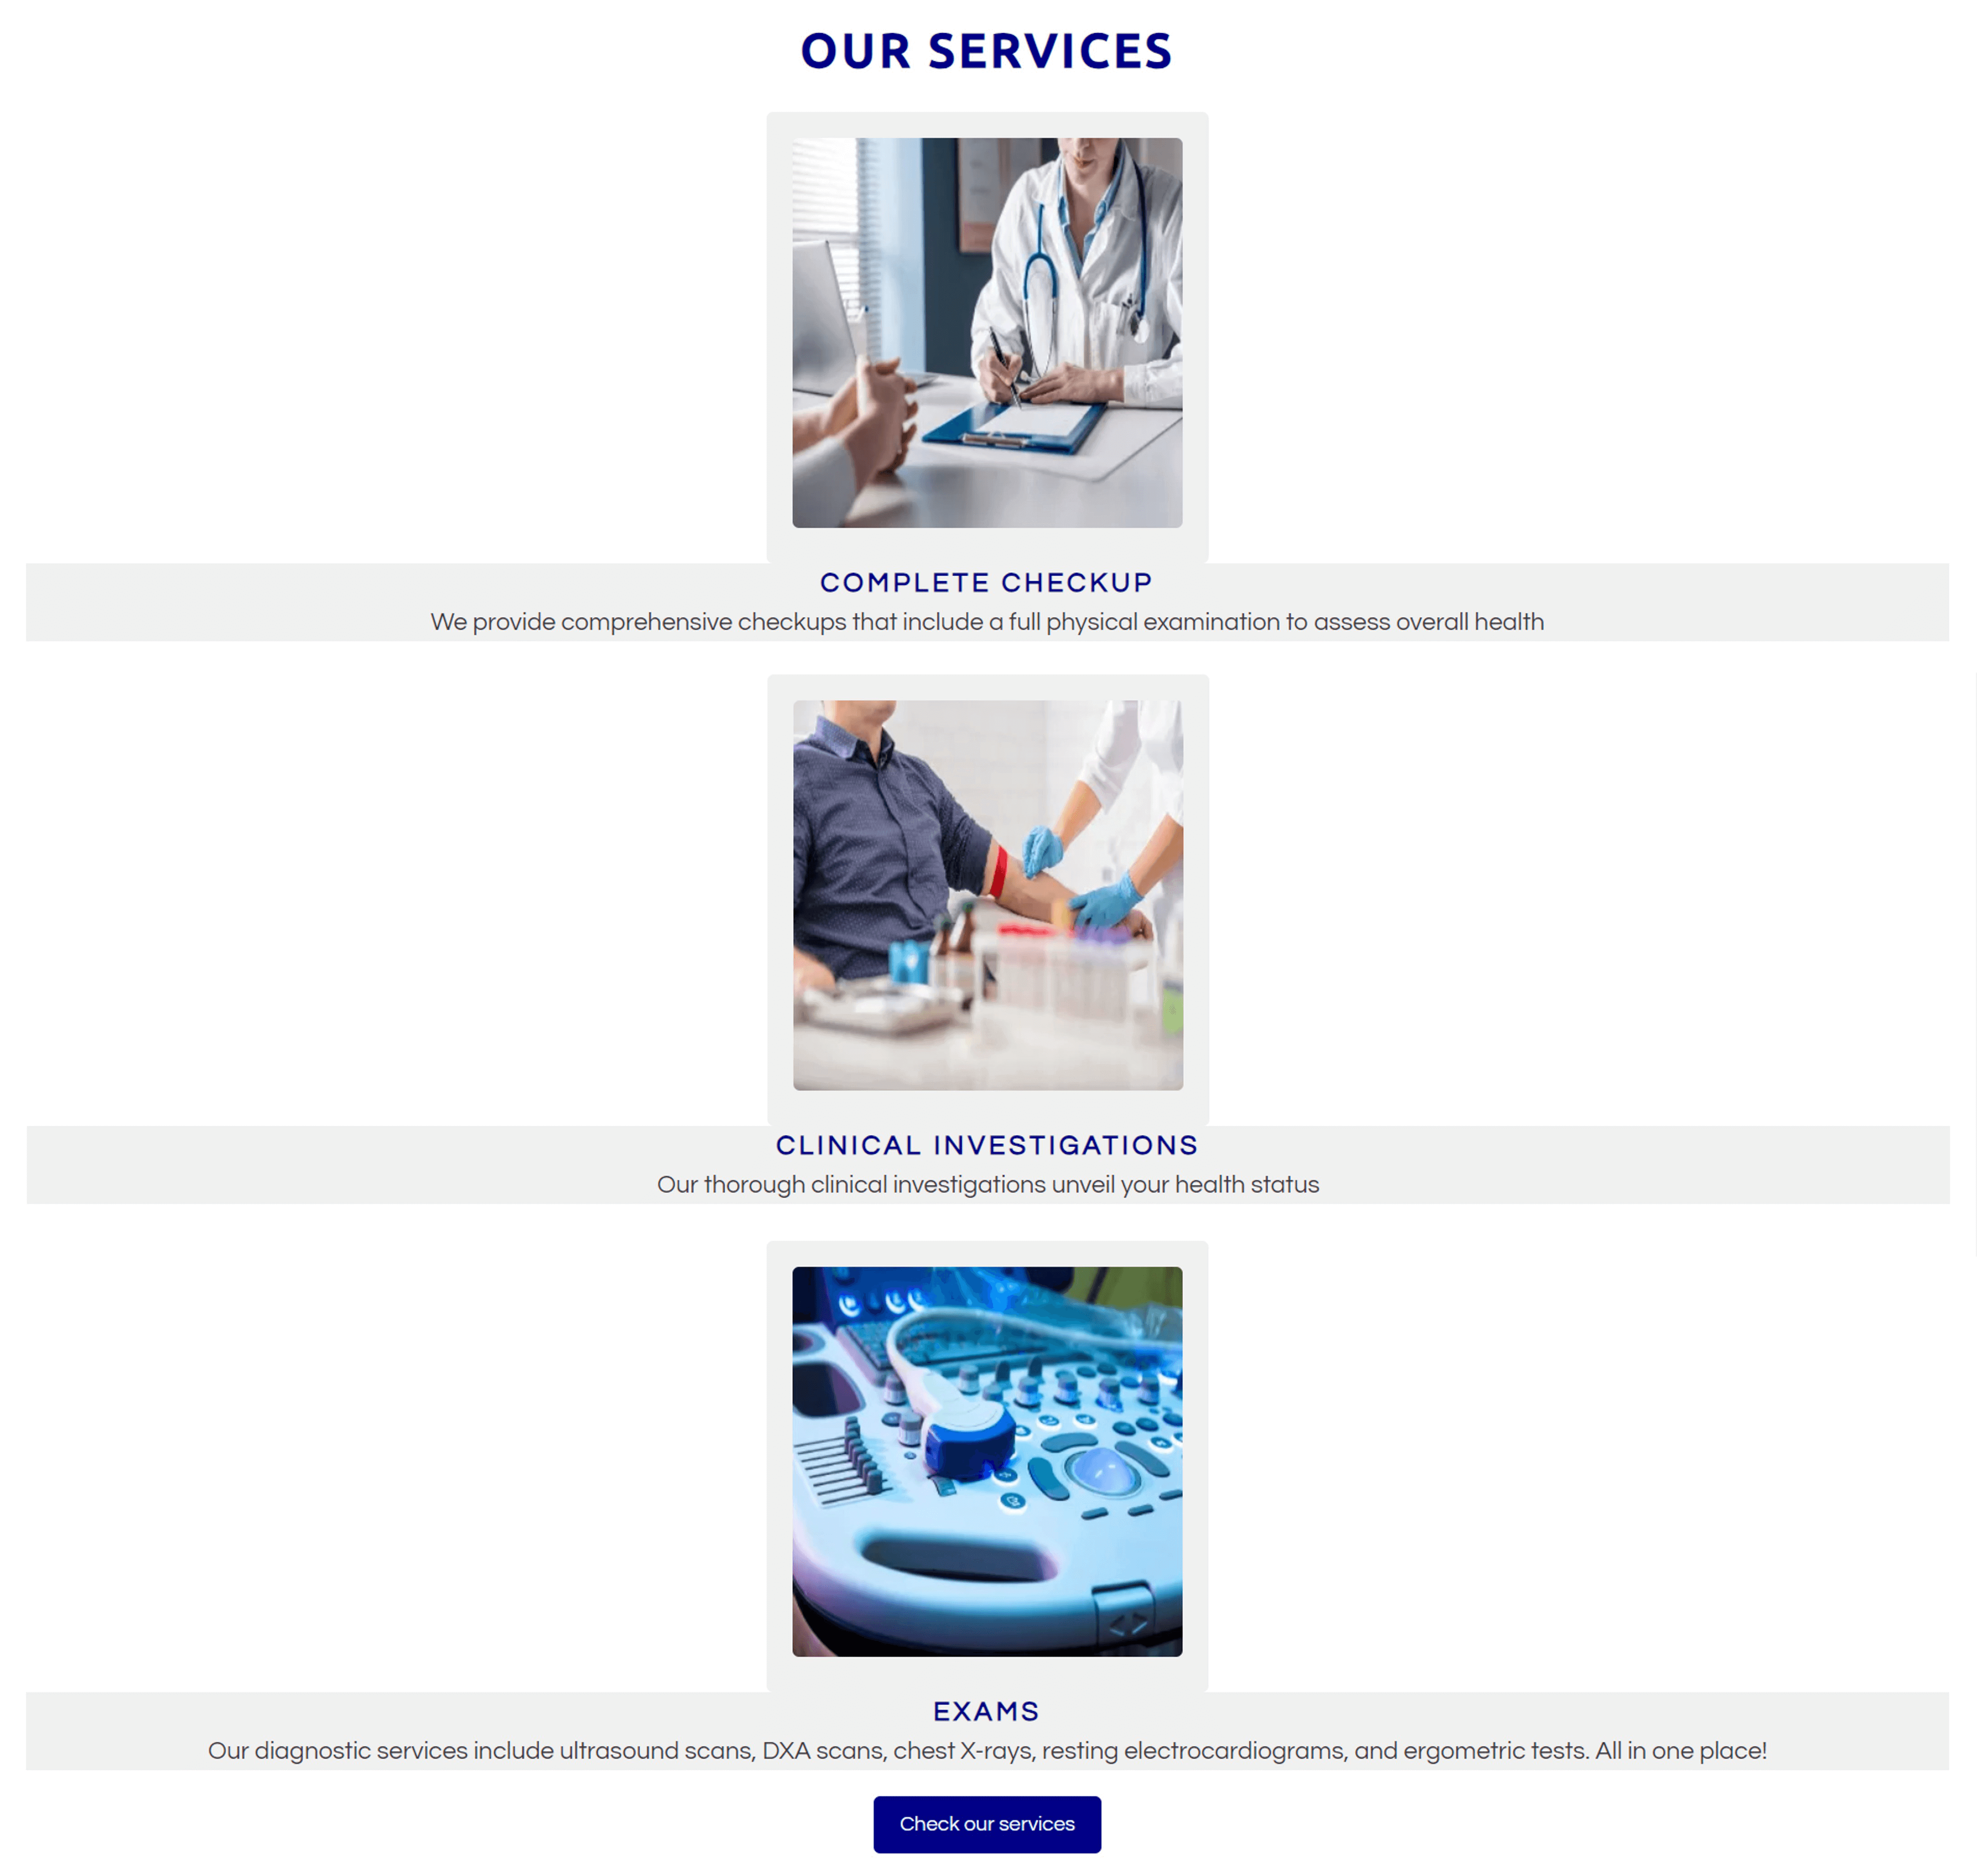 OUR SERVICES
COMPLETE CHECKUP
We provide comprehensive checkups that include a full physical examination to assess overall health
CLINICAL INVESTIGATIONS
Our thorough clinical investigations unveil your health status
EXAMS
Our diagnostic services include ultrasound scans, DXA scans, chest X-rays, resting electrocardiograms, and ergometric tests. All in one place!
Check our services